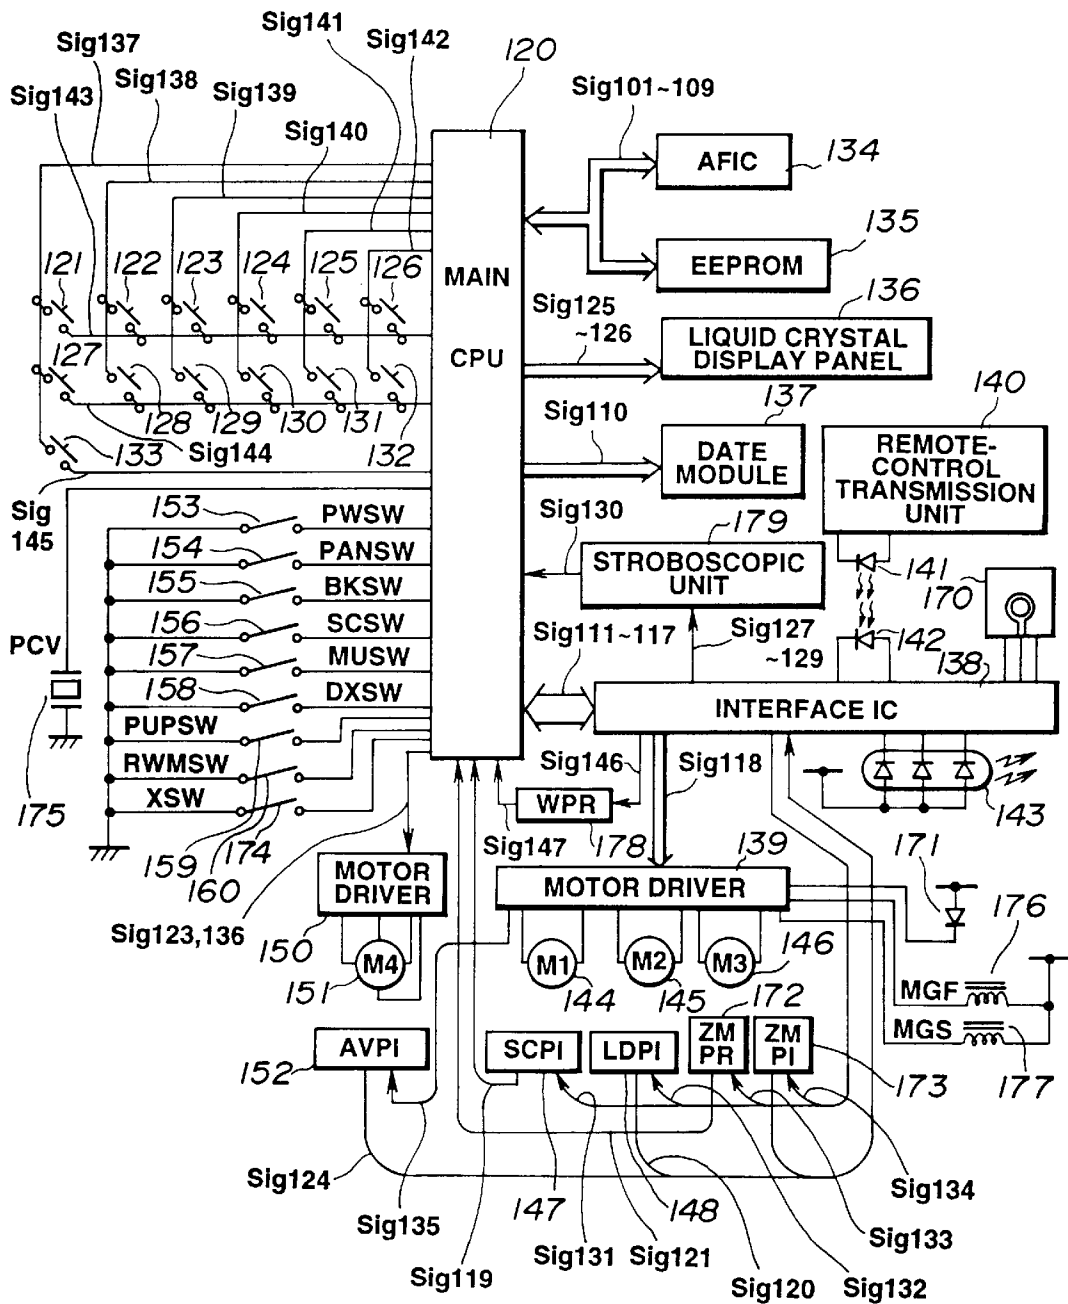 Sig141
Sig137
Sig142
120
Sig138
Sig143
Sig139
Sig101~109
Sig140
AFIC
134
135
121
122
123
124
125
126
MAIN
CPU
EEPROM
Sig125
~126
136
LIQUID CRYSTAL
DISPLAY PANEL
127
128
129
130
131
132
133
Sig144
Sig110
137
140
DATE
MODULE
REMOTE-
CONTROL
TRANSMISSION
UNIT
Sig
145
153
PWSW
Sig130
179
154
PANSW
STROBOSCOPIC
UNIT
141
170
155
BKSW
156
SCSW
Sig111~117
Sig127
~129
142
PCV
157
MUSW
138
158
DXSW
INTERFACE IC
PUPSW
RWMSW
Sig146
Sig118
XSW
WPR
175
143
159
160
174
Sig147
178
139
171
MOTOR
DRIVER
MOTOR DRIVER
176
Sig123,136
150
146
M4
M1
M2
M3
151
144
145
172
MGF
MGS
AVPI
SCPI
LDPI
ZM
PR
ZM
PI
152
173
177
Sig124
Sig134
Sig135
147
148
Sig131
Sig121
Sig133
Sig119
Sig120
Sig132